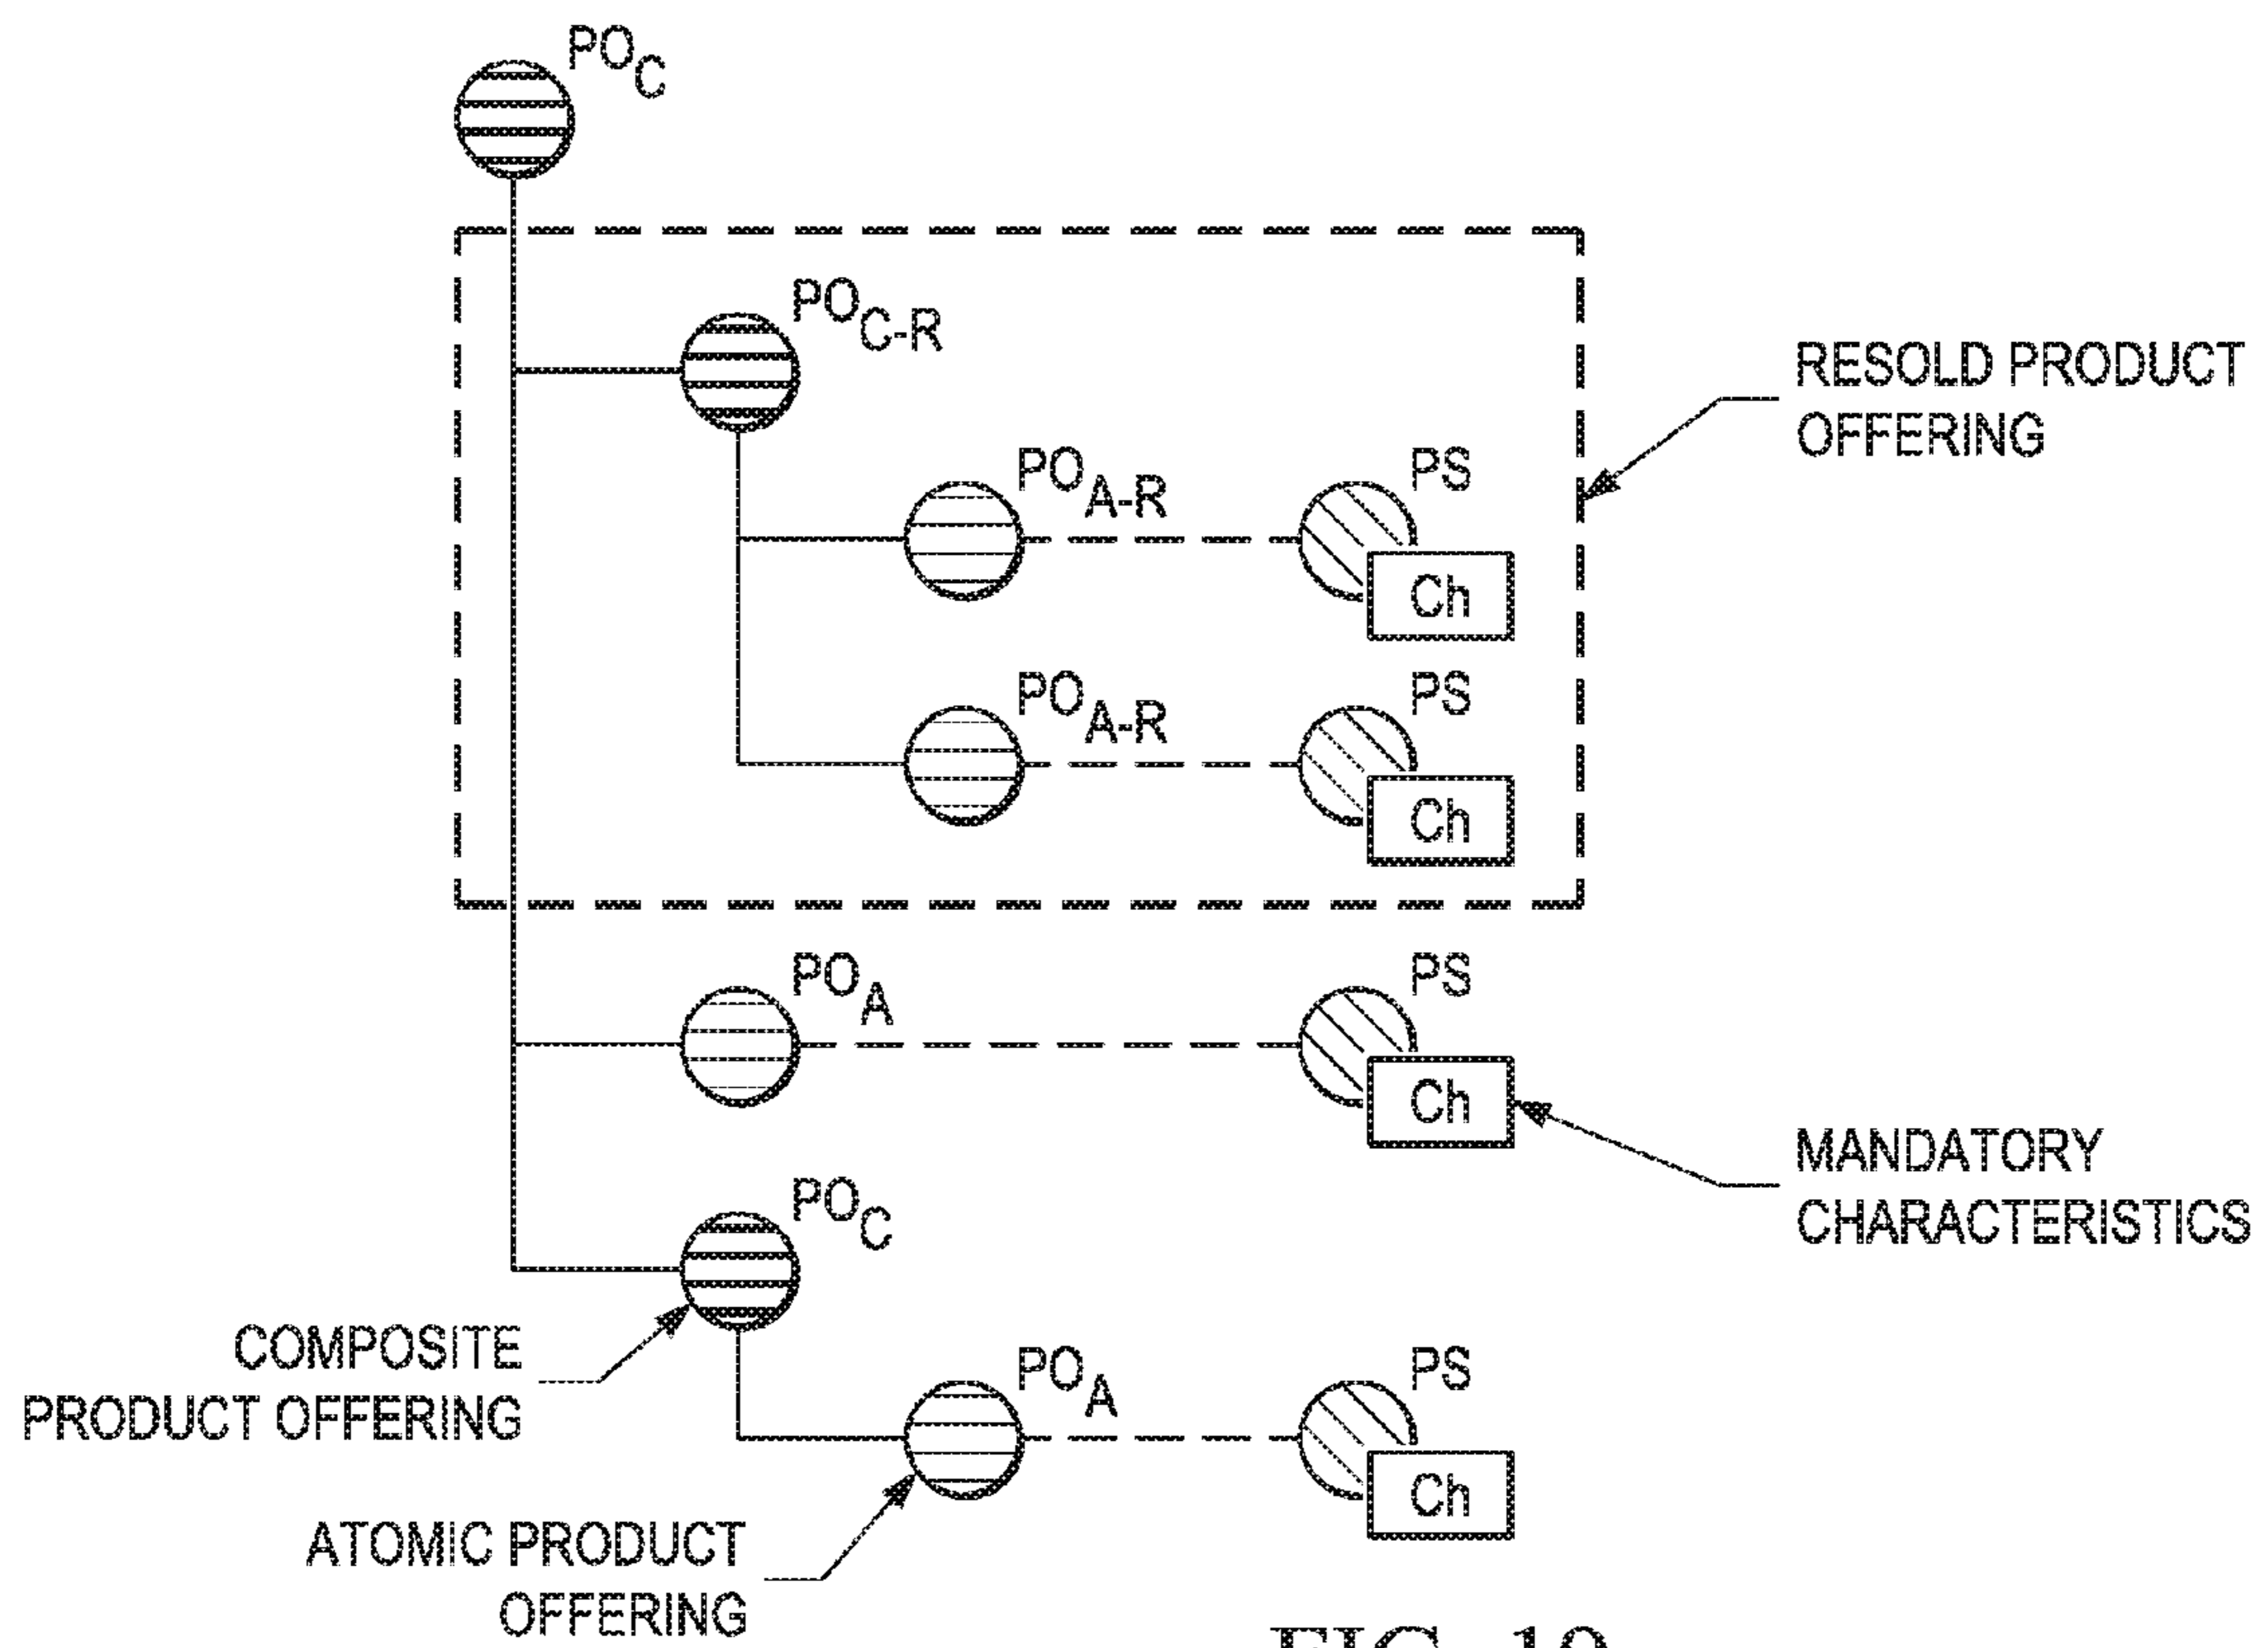 PO_C
PO_C-R
RESOLD PRODUCT
OFFERING
PO_A-R
PS
Ch
PO_A-R
PS
Ch
PO_A
PS
Ch
MANDATORY
CHARACTERISTICS
PO_C
COMPOSITE
PRODUCT OFFERING
PO_A
PS
Ch
ATOMIC PRODUCT
OFFERING
FIG.